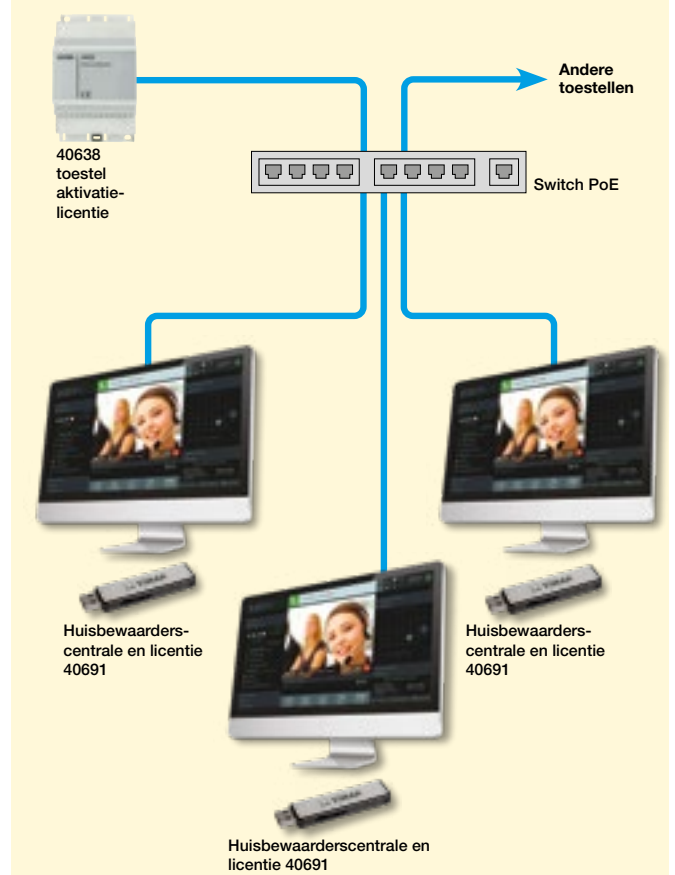 Andere
toestellen
40638
toestel
aktivatie-
licentie
Switch PoE
Huisbewaarders-
centrale en licentie
40691
Huisbewaarders-
centrale en licentie
40691
Huisbewaarderscentrale en
licentie 40691